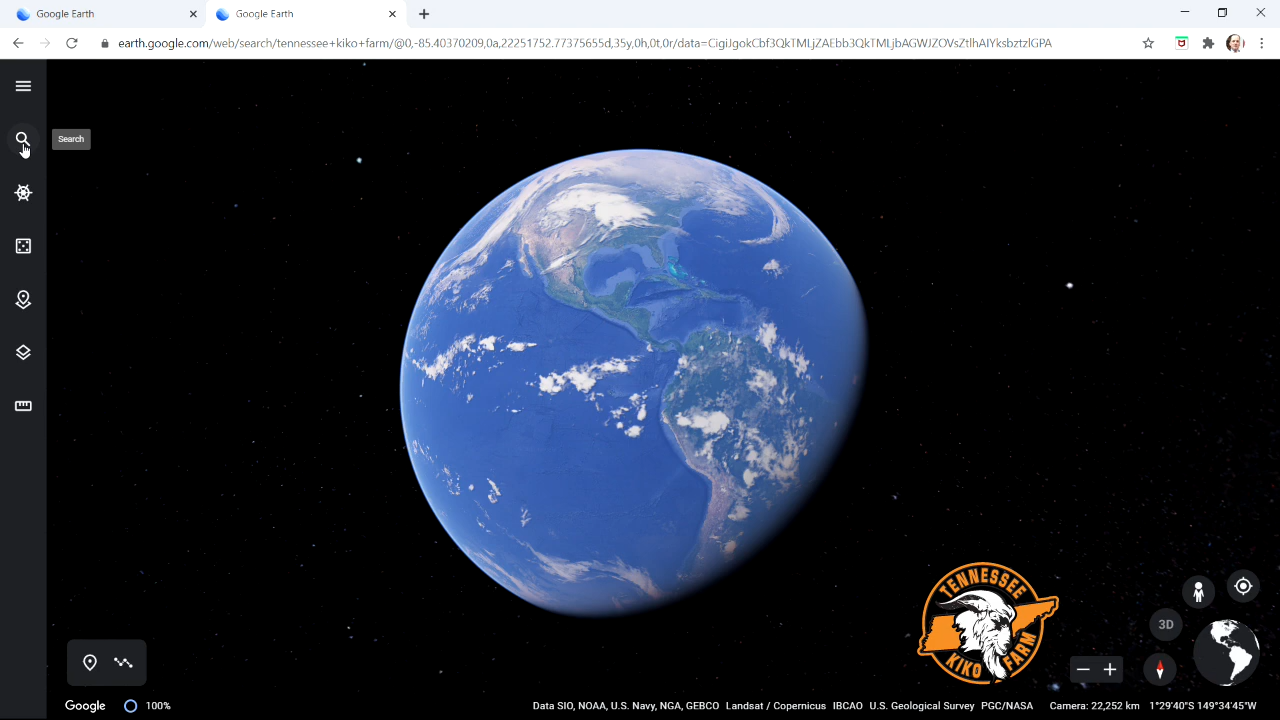 Google Earth
Google Earth
earth.google.com/web/search/tennessee+kiko+farm/@0,-85.40370209.0a,22251752.77375655d,35y,0h,0t,0r/data=CigiJgokCbf3QkTMLjZAEbb3QkTMLjbAGWJZOVsZtlhAIYksbztzlGPA
Search
TENNESSEE
KIKO FARM
3D
Google 100% Data SIO, NOAA, U.S. Navy, NGA, GEBCO Landsat / Copernicus IBCAO U.S. Geological Survey PGC/NASA Camera: 22,252 km 1°29'40"S 149°34'45"W